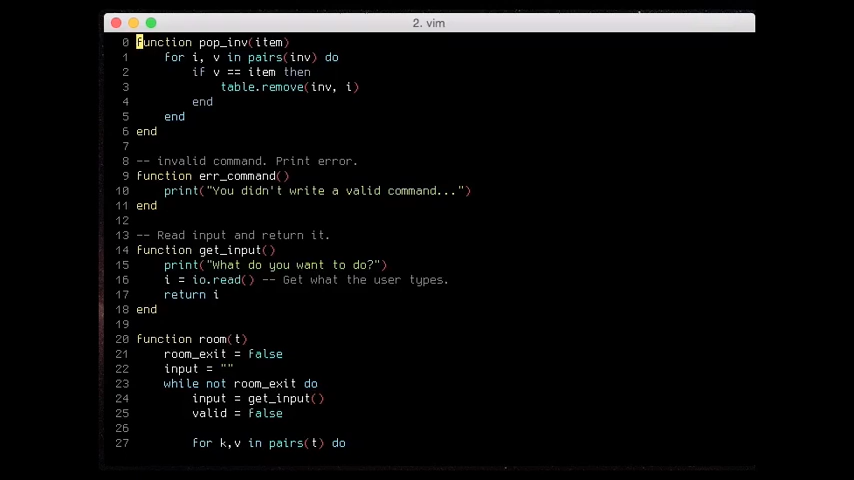 2. vim
0 function pop_inv(item)
1 for i, v in pairs(inv) do
2 if v == item then
3 table.remove(inv, i)
4 end
5 end
6 end
7
8 -- invalid command. Print error.
9 function err_command()
10 print("You didn't write a valid command...")
11 end
12
13 -- Read input and return it.
14 function get_input()
15 print("What do you want to do?")
16 i = io.read() -- Get what the user types.
17 return i
18 end
19
20 function room(t)
21 room_exit = false
22 input = ""
23 while not room_exit do
24 input = get_input()
25 valid = false
26
27 for k,v in pairs(t) do